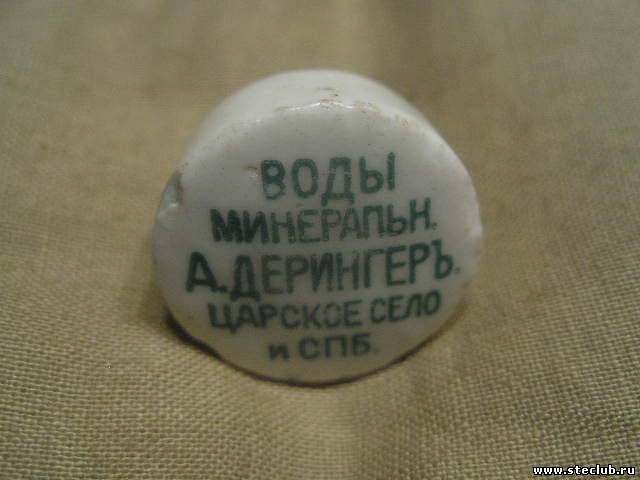 ВОДЫ
МИНЕРАЛЬН.
А.ДЕРИНГЕРЪ.
ЦАРСКОЕ СЕЛО
и СПБ.
www.steclub.ru